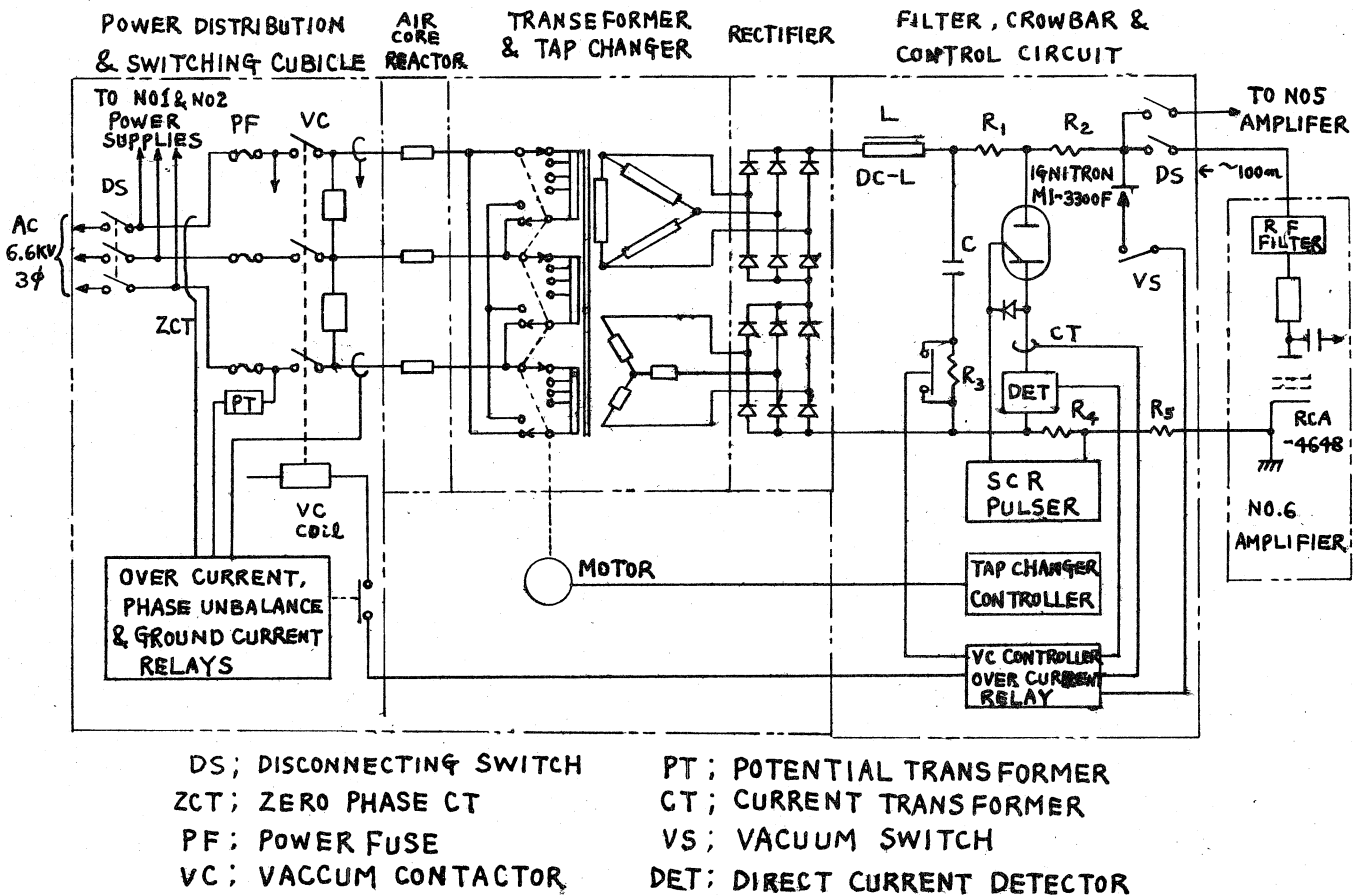 POWER DISTRIBUTION
& SWITCHING CUBICLE
AIR
CORE
REACTOR
TRANSEFORMER
& TAP CHANGER
RECTIFIER
FILTER, CROWBAR &
CONTROL CIRCUIT
TO NO1 & NO2
POWER
SUPPLIES
PF
VC
DS
AC
6.6KV
3φ
ZCT
PT
VC
COIL
OVER CURRENT,
PHASE UNBALANCE
& GROUND CURRENT
RELAYS
MOTOR
L
DC-L
R1
R2
IGNITRON
MI-3300F
C
R3
CT
DET
R4
R5
SCR
PULSER
TAP CHANGER
CONTROLLER
VC CONTROLLER
OVER CURRENT
RELAY
DS
VS
TO NO5
AMPLIFER
~100m
RF
FILTER
RCA
-4648
NO.6
AMPLIFIER
DS; DISCONNECTING SWITCH
ZCT; ZERO PHASE CT
PF; POWER FUSE
VC; VACCUM CONTACTOR
PT; POTENTIAL TRANSFORMER
CT; CURRENT TRANSFORMER
VS; VACUUM SWITCH
DET; DIRECT CURRENT DETECTOR